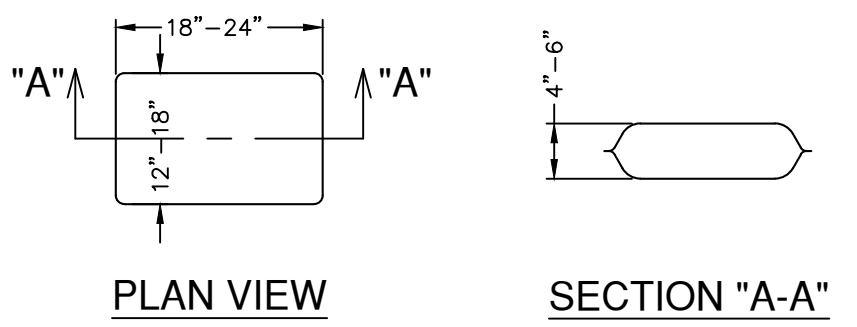 18"-24"
"A"
"A"
12"-18"
PLAN VIEW
4"-6"
SECTION "A-A"